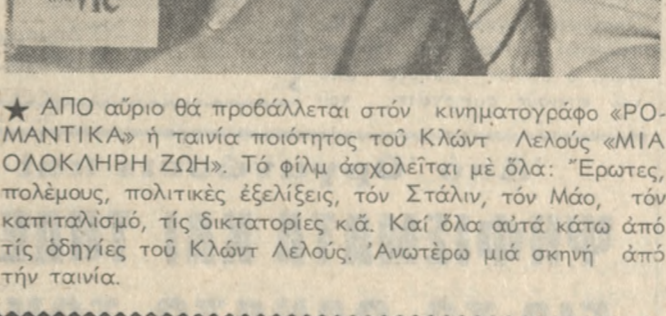 ★ ΑΠΟ αὔριο θά προβάλλεται στόν κινηματογράφο «ΡΟ-
ΜΑΝΤΙΚΑ» ἡ ταινία ποιότητος τοῦ Κλώντ Λελούς «ΜΙΑ
ΟΛΟΚΛΗΡΗ ΖΩΗ». Τό φίλμ ἀσχολεῖται μὲ ὅλα: Ἔρωτες,
πολέμους, πολιτικὲς ἐξελίξεις, τόν Στάλιν, τόν Μάο, τόν
καπιταλισμό, τίς δικτατορίες κ.ἄ. Καί ὅλα αὐτά κάτω ἀπό
τίς ὁδηγίες τοῦ Κλώντ Λελούς. Ἀνωτέρω μιά σκηνή ἀπό
τήν ταινία.